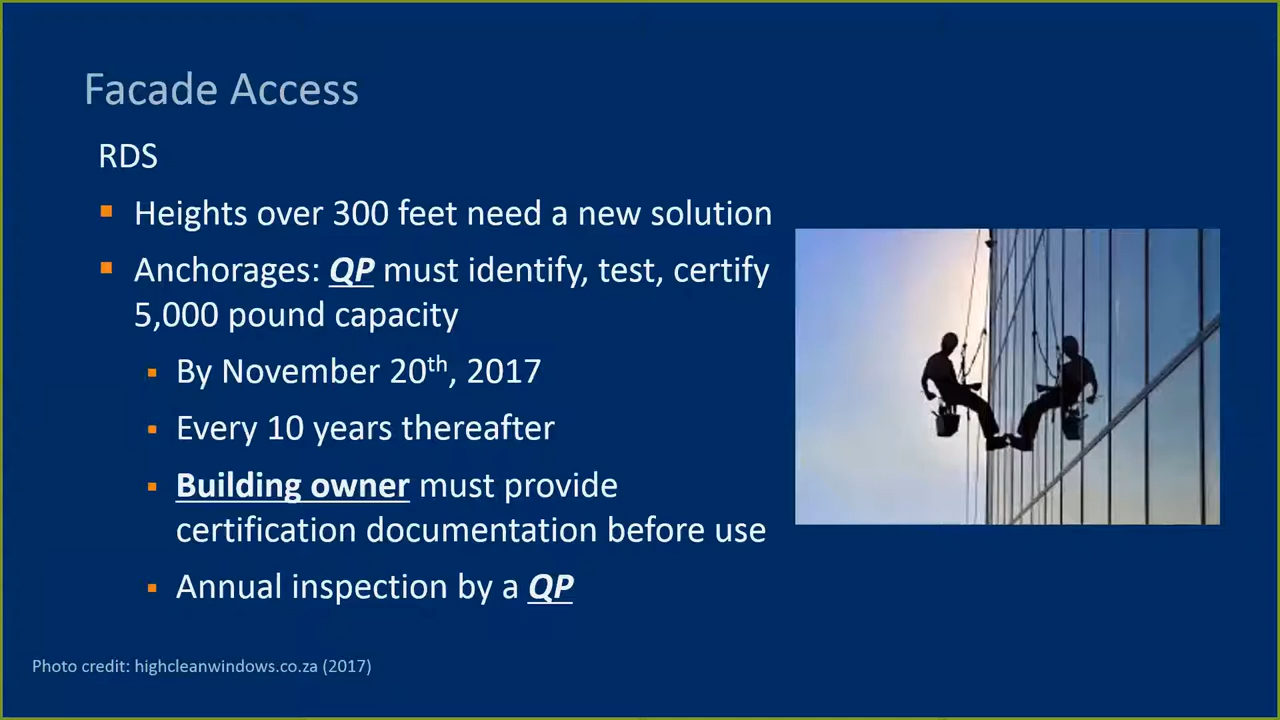 Facade Access
RDS
Heights over 300 feet need a new solution
Anchorages: QP must identify, test, certify
5,000 pound capacity
By November 20th, 2017
Every 10 years thereafter
Building owner must provide
certification documentation before use
Annual inspection by a QP
Photo credit: highcleanwindows.co.za (2017)